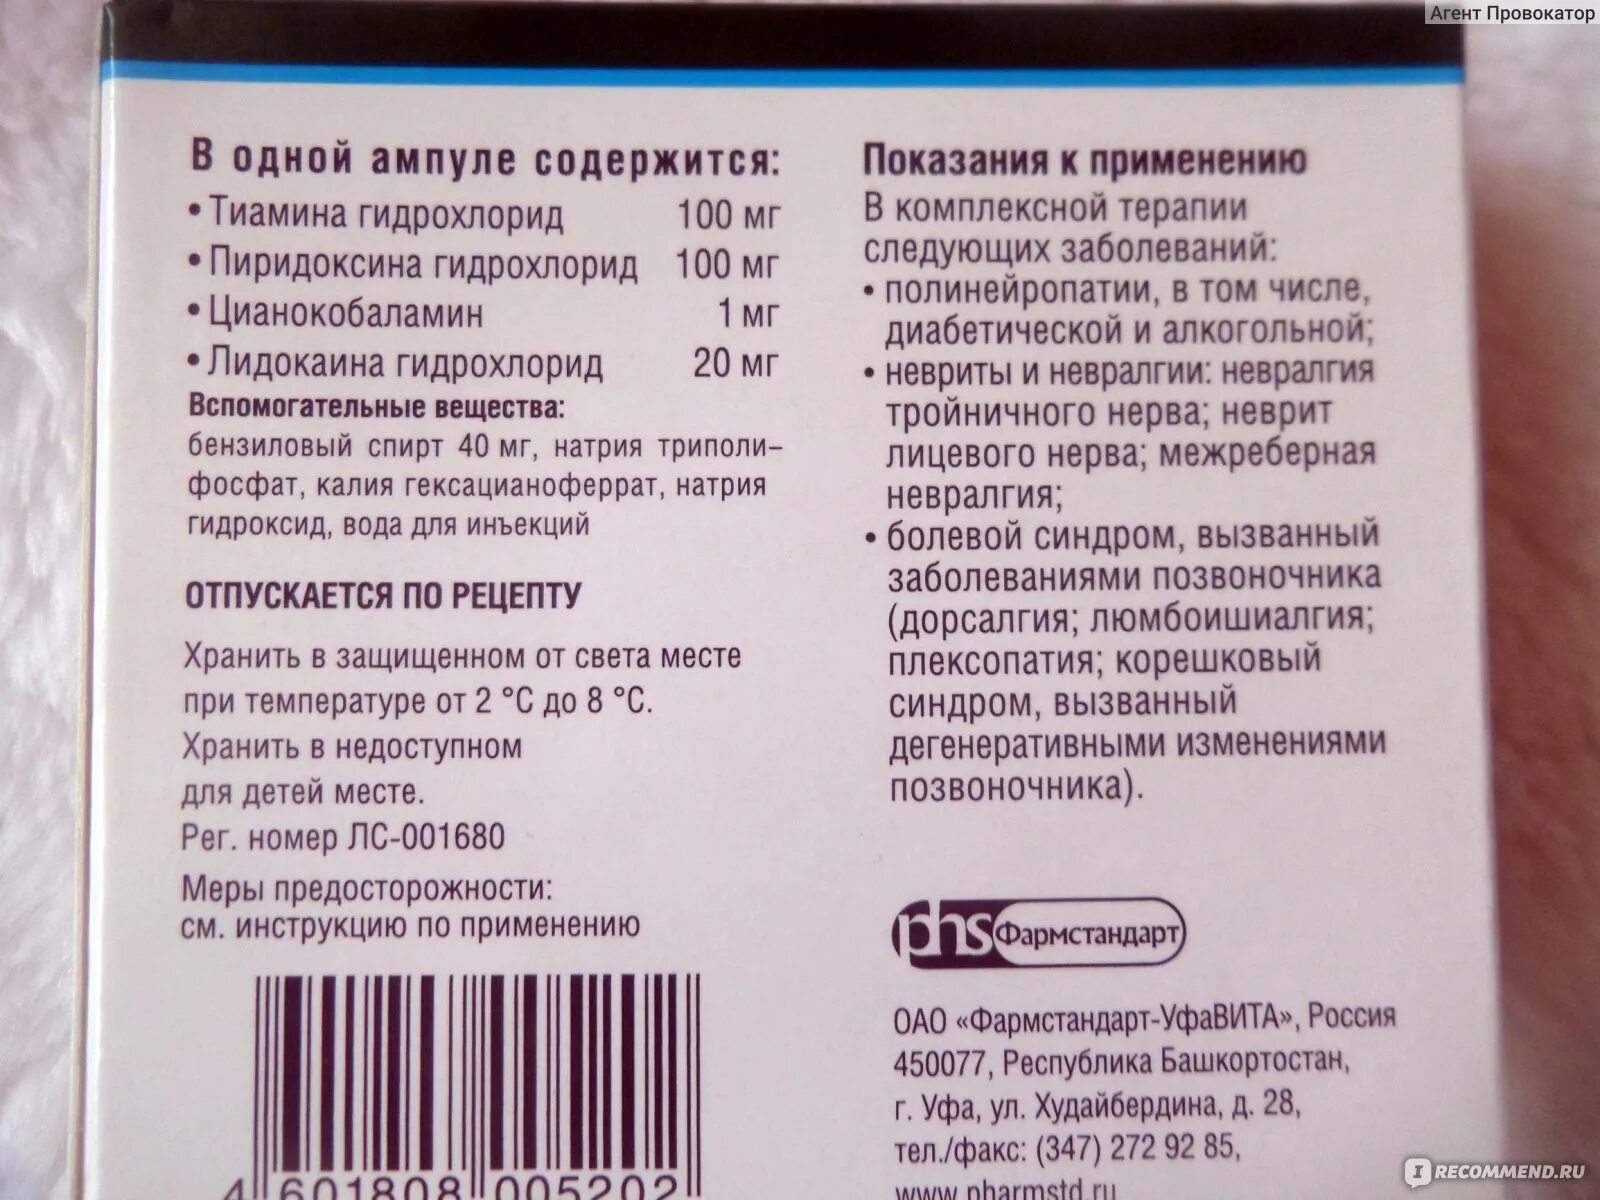 Агент Провокатор
В одной ампуле содержится:
• Тиамина гидрохлорид 100 мг
• Пиридоксина гидрохлорид 100 мг
• Цианокобаламин 1 мг
• Лидокаина гидрохлорид 20 мг
Вспомогательные вещества:
бензиловый спирт 40 мг, натрия триполи-
фосфат, калия гексацианоферрат, натрия
гидроксид, вода для инъекций
ОТПУСКАЕТСЯ ПО РЕЦЕПТУ
Хранить в защищенном от света месте
при температуре от 2 °С до 8 °С.
Хранить в недоступном
для детей месте.
Рег. номер ЛС-001680
Меры предосторожности:
см. инструкцию по применению
4 601808 005202
Показания к применению
В комплексной терапии
следующих заболеваний:
• полинейропатии, в том числе,
диабетической и алкогольной;
• невриты и невралгии: невралгия
тройничного нерва; неврит
лицевого нерва; межреберная
невралгия;
• болевой синдром, вызванный
заболеваниями позвоночника
(дорсалгия; люмбоишиалгия;
плексопатия; корешковый
синдром, вызванный
дегенеративными изменениями
позвоночника).
phs Фармстандарт
ОАО «Фармстандарт-УфаВИТА», Россия
450077, Республика Башкортостан,
г. Уфа, ул. Худайбердина, д. 28,
тел./факс: (347) 272 92 85,
www.pharmstd.ru
IRECOMMEND.RU